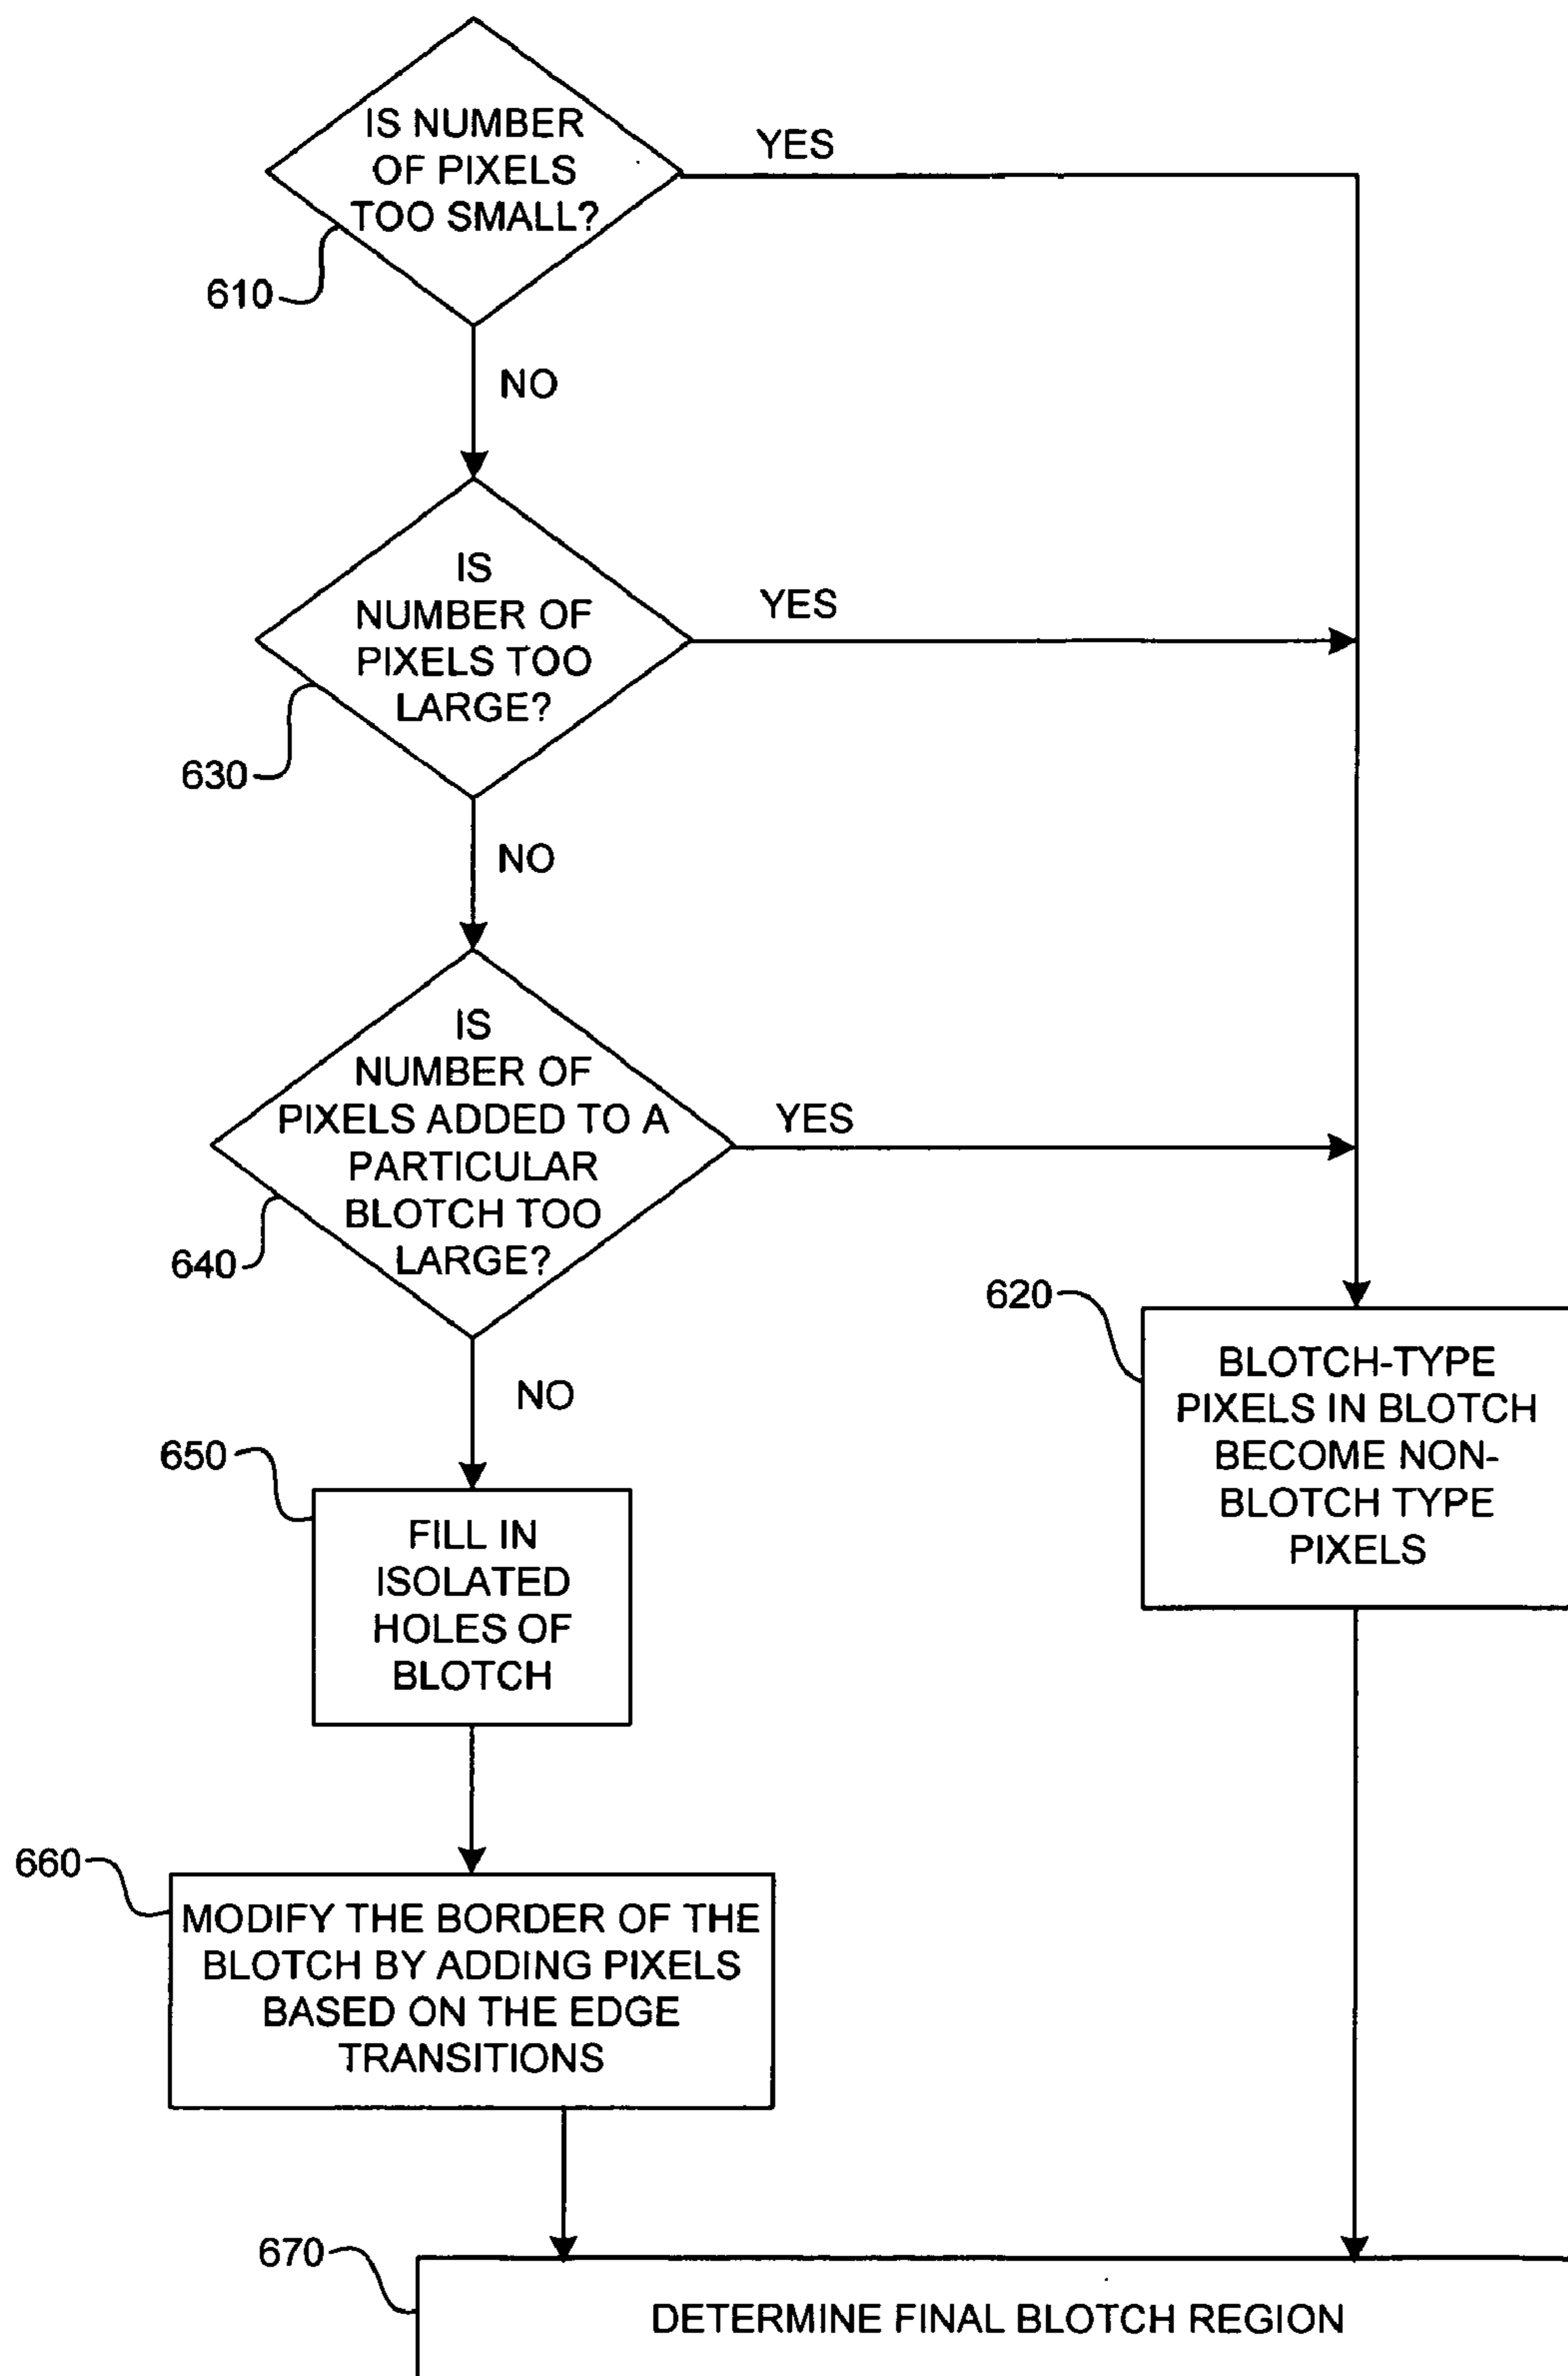 IS NUMBER
OF PIXELS
TOO SMALL?
YES
610
NO
IS
NUMBER OF
PIXELS TOO
LARGE?
YES
630
NO
IS
NUMBER OF
PIXELS ADDED TO A
PARTICULAR
BLOTCH TOO
LARGE?
YES
640
NO
620
BLOTCH-TYPE
PIXELS IN BLOTCH
BECOME NON-
BLOTCH TYPE
PIXELS
650
FILL IN
ISOLATED
HOLES OF
BLOTCH
660
MODIFY THE BORDER OF THE
BLOTCH BY ADDING PIXELS
BASED ON THE EDGE
TRANSITIONS
670
DETERMINE FINAL BLOTCH REGION